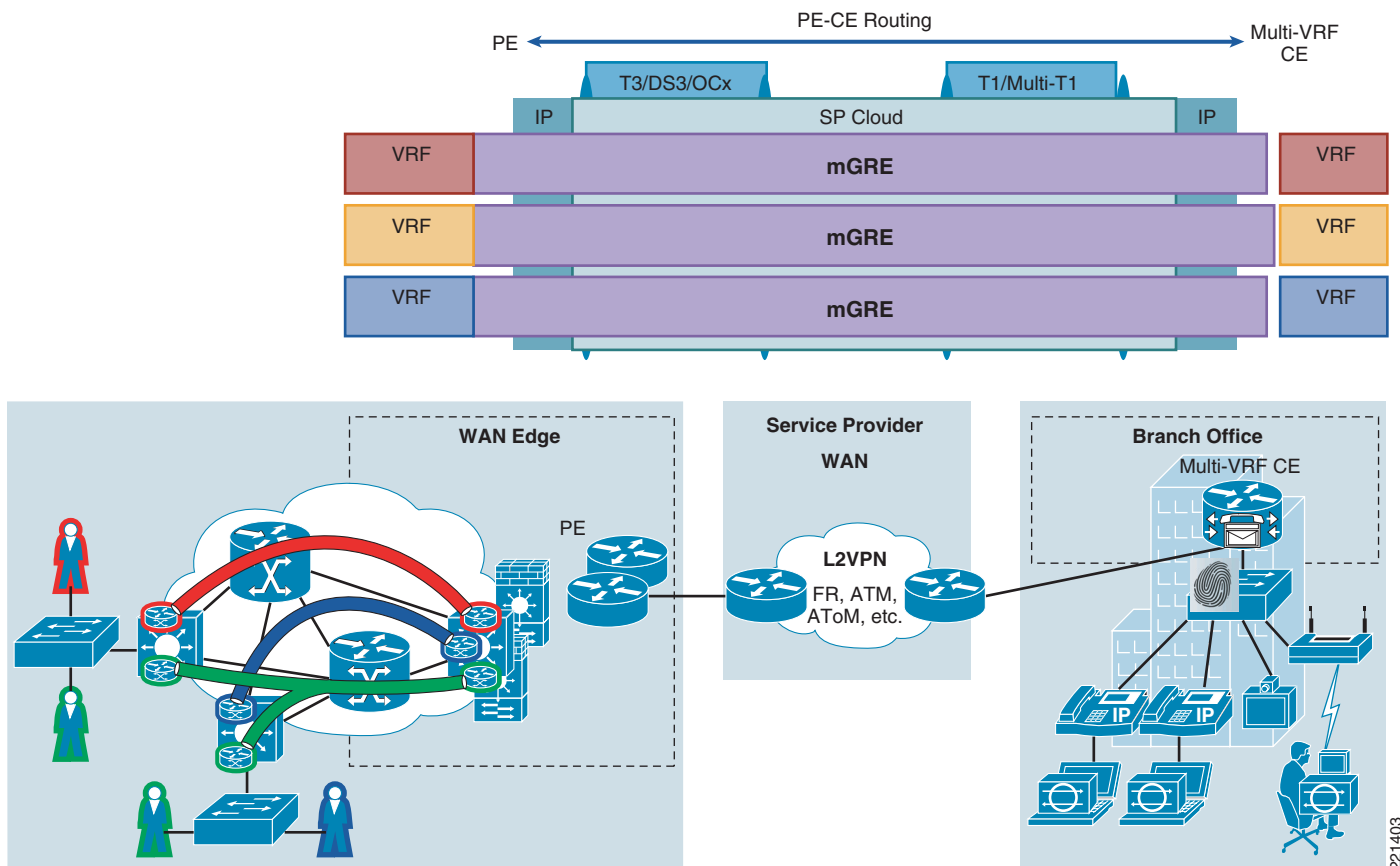 PE-CE Routing
PE
Multi-VRF
CE
T3/DS3/OCx
T1/Multi-T1
IP
SP Cloud
IP
VRF
mGRE
VRF
VRF
mGRE
VRF
VRF
mGRE
VRF
WAN Edge
PE
Service Provider
WAN
L2VPN
FR, ATM,
AToM, etc.
Branch Office
Multi-VRF CE
IP
IP
221403